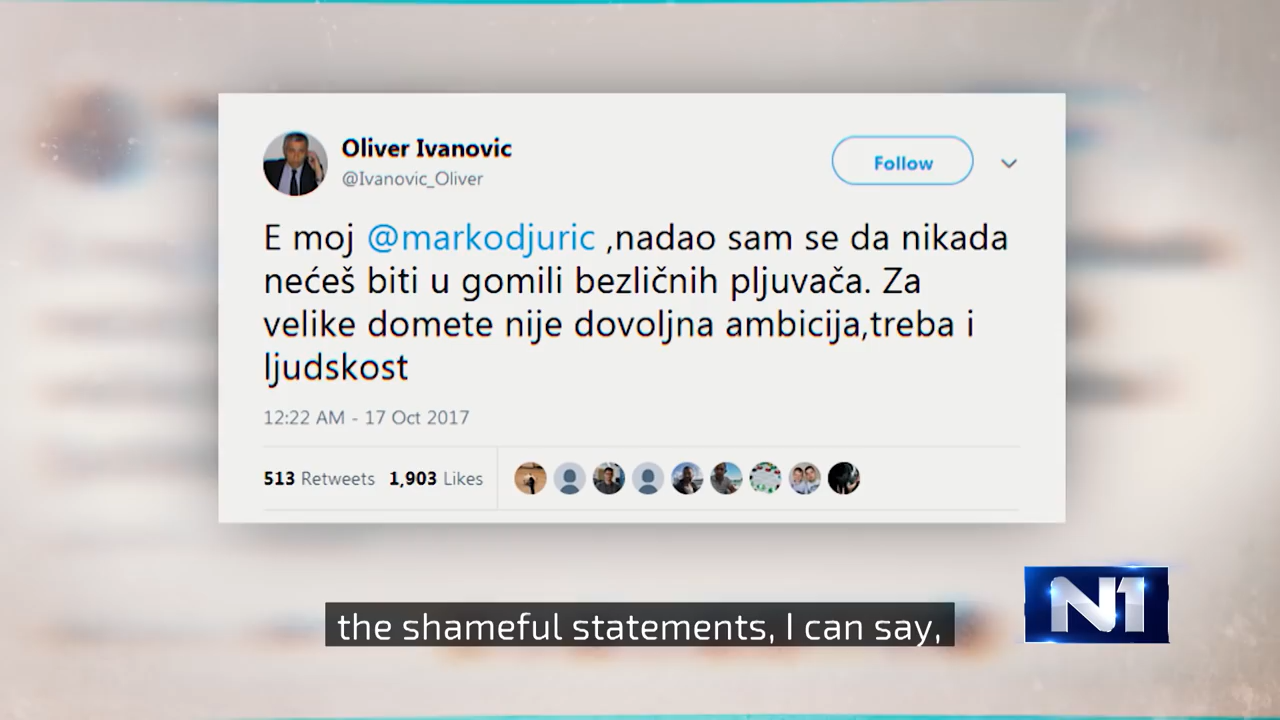 Oliver Ivanovic
@Ivanovic_Oliver
Follow
E moj @markodjuric ,nadao sam se da nikada
nećeš biti u gomili bezličnih pljuvača. Za
velike domete nije dovoljna ambicija,treba i
ljudskost
12:22 AM - 17 Oct 2017
513 Retweets 1,903 Likes
the shameful statements, I can say,
N1